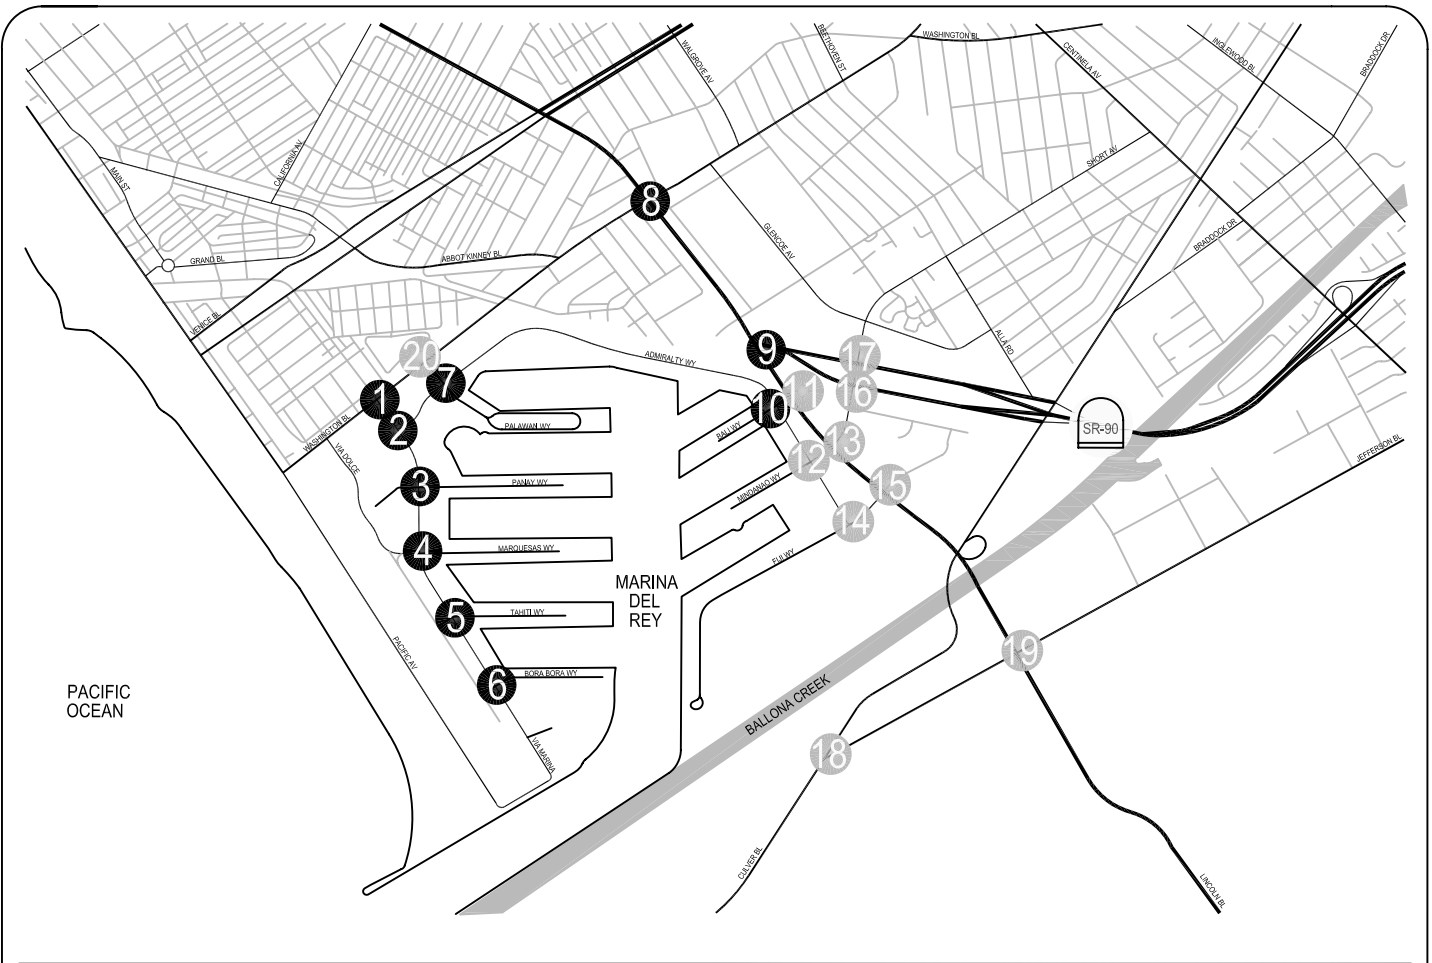 WASHINGTON BL
BEETHOVEN ST
WALGROVE AV
CENTINELA AV
INGLEWOOD BL
BRADDOCK DR
CALIFORNIA AV
MAIN ST
SHORT AV
8
GLENCOE AV
BRADDOCK DR
GRAND BL
ABBOT KINNEY BL
VENICE BL
ALLA RD
9
17
20
ADMIRALTY WY
7
11
16
1
10
2
PALAWAN WY
BALI WY
SR-90
WASHINGTON BL
VIA DOLCE
13
JEFFERSON BL
12
3
PANAY WY
MINDANAO WY
15
14
4
MARQUESAS WY
FIJI WY
MARINA
DEL
REY
5
TAHITI WY
PACIFIC AV
19
6
BORA BORA WY
PACIFIC
OCEAN
BALLONA CREEK
VIA MARINA
18
CULVER BL
LINCOLN BL